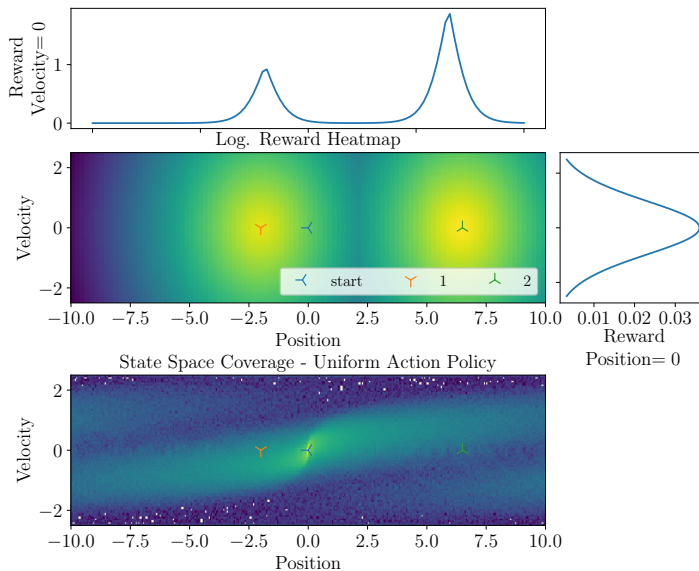 Reward
Velocity= 0
1
0
Log. Reward Heatmap
Velocity
2
0
−2
start 1 2
−10.0 −7.5 −5.0 −2.5 0.0 2.5 5.0 7.5 10.0
Position
0.01 0.02 0.03
Reward
Position= 0
State Space Coverage - Uniform Action Policy
Velocity
2
0
−2
−10.0 −7.5 −5.0 −2.5 0.0 2.5 5.0 7.5 10.0
Position